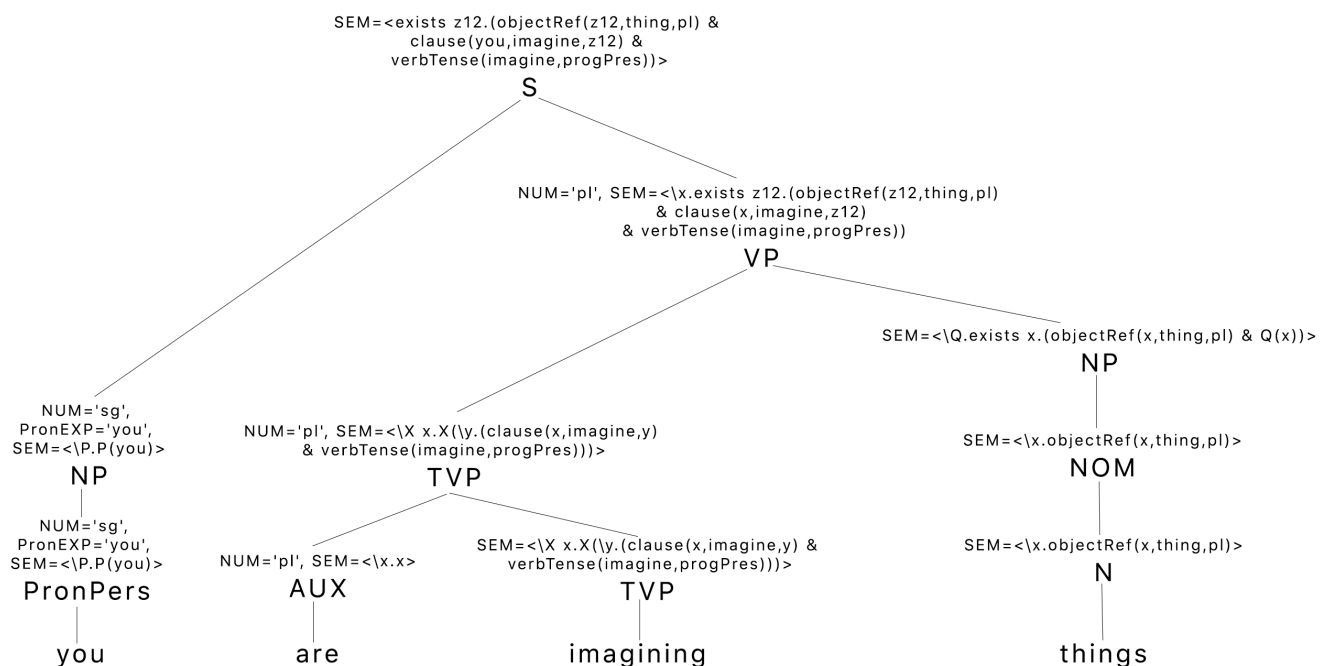 SEM=<exists z12.(objectRef(z12,thing,pl) &
clause(you,imagine,z12) &
verbTense(imagine,progPres))>
S
NUM='pl', SEM=<\x.exists z12.(objectRef(z12,thing,pl)
& clause(x,imagine,z12)
& verbTense(imagine,progPres))
VP
SEM=<\Q.exists x.(objectRef(x,thing,pl) & Q(x))>
NP
NUM='sg',
PronEXP='you',
SEM=<\P.P(you)>
NP
NUM='pl', SEM=<\X x.X(\y.(clause(x,imagine,y)
& verbTense(imagine,progPres)))>
TVP
SEM=<\x.objectRef(x,thing,pl)>
NOM
NUM='sg',
PronEXP='you',
SEM=<\P.P(you)>
PronPers
NUM='pl', SEM=<\x.x>
AUX
SEM=<\X x.X(\y.(clause(x,imagine,y) &
verbTense(imagine,progPres)))>
TVP
SEM=<\x.objectRef(x,thing,pl)>
N
you are imagining things